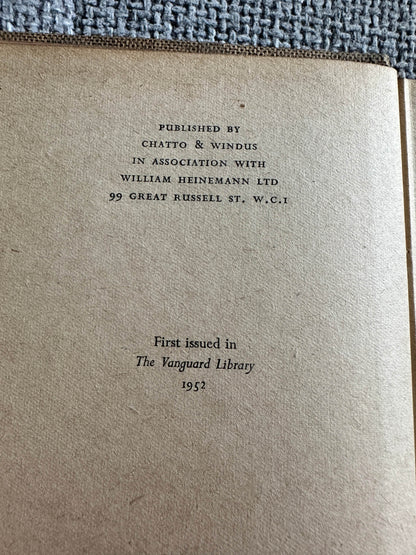 PUBLISHED BY
CHATTO & WINDUS
IN ASSOCIATION WITH
WILLIAM HEINEMANN LTD
99 GREAT RUSSELL ST. W.C.1
First issued in
The Vanguard Library
1952